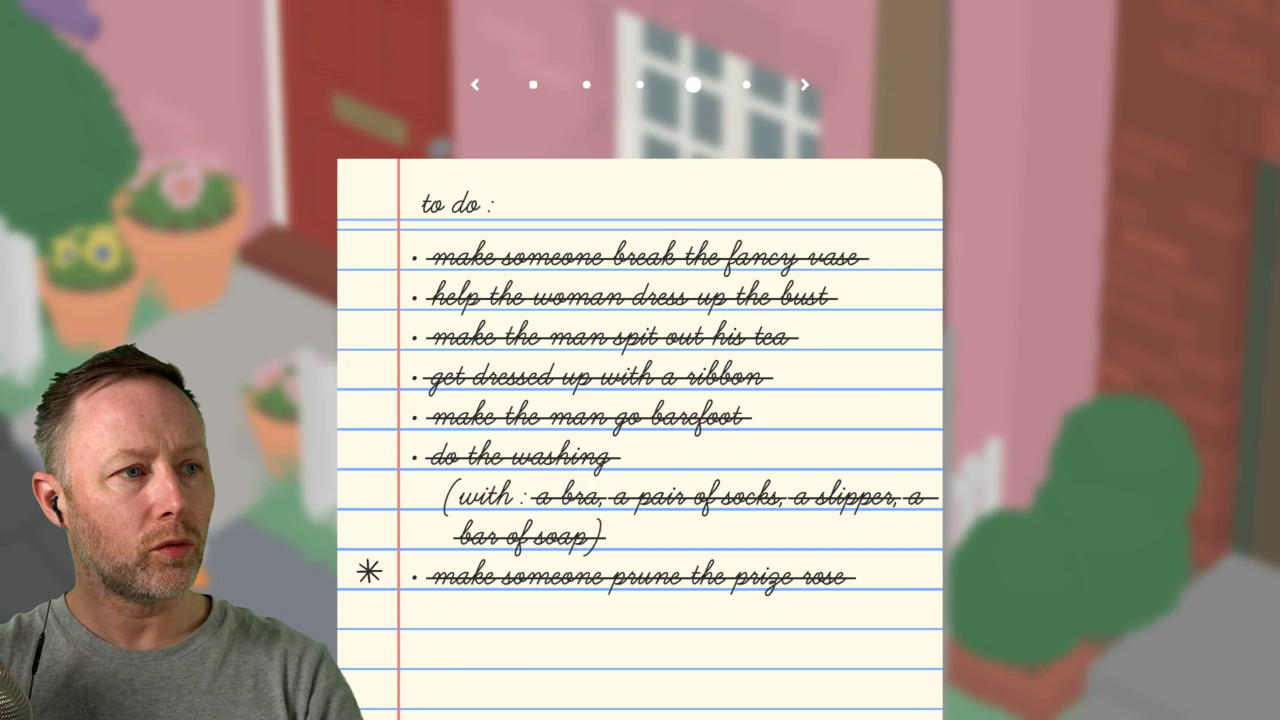 to do :
• make someone break the fancy vase
• help the woman dress up the bust
• make the man spit out his tea
• get dressed up with a ribbon
• make the man go barefoot
• do the washing
(with : a bra, a pair of socks, a slipper, a
bar of soap)
* • make someone prune the prize rose